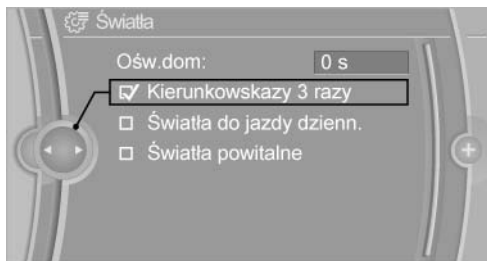 Światła
Ośw.dom: 0 s
Kierunkowskazy 3 razy
Światła do jazdy dzienn.
Światła powitalne